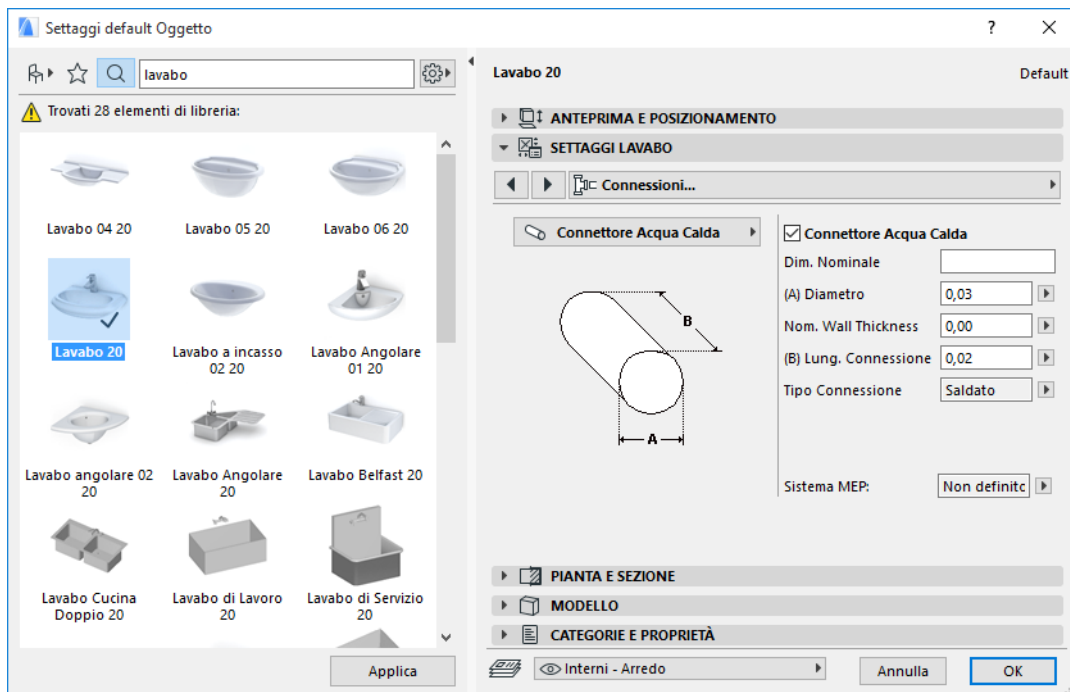 Settaggi default Oggetto
?
lavabo
Trovati 28 elementi di libreria:
Lavabo 04 20
Lavabo 05 20
Lavabo 06 20
Lavabo 20
Lavabo a incasso
02 20
Lavabo Angolare
01 20
Lavabo angolare 02
20
Lavabo Angolare
20
Lavabo Belfast 20
Lavabo Cucina
Doppio 20
Lavabo di Lavoro
20
Lavabo di Servizio
20
Applica
Lavabo 20
Default
ANTEPRIMA E POSIZIONAMENTO
SETTAGGI LAVABO
Connessioni...
Connettore Acqua Calda
B
A
Connettore Acqua Calda
Dim. Nominale
(A) Diametro 0,03
Nom. Wall Thickness 0,00
(B) Lung. Connessione 0,02
Tipo Connessione Saldato
Sistema MEP: Non definitc
PIANTA E SEZIONE
MODELLO
CATEGORIE E PROPRIETÀ
Interni - Arredo
Annulla
OK